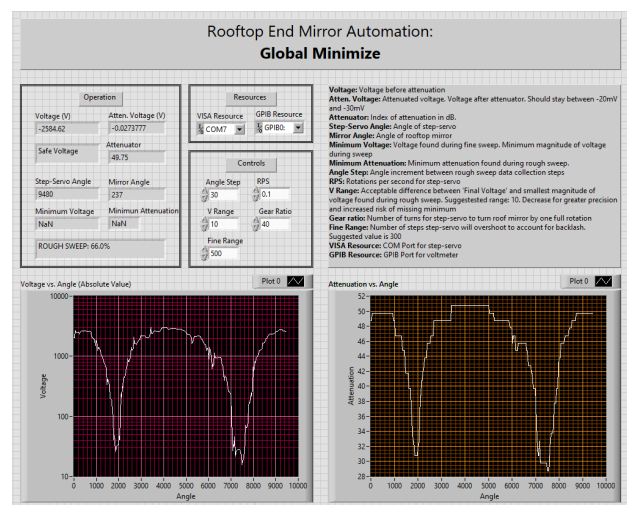 Rooftop End Mirror Automation:
Global Minimize
Operation
Voltage (V)
Atten. Voltage (V)
-2584.62
-0.0273777
Safe Voltage
Attenuator
49.75
Step-Servo Angle
Mirror Angle
9480
237
Minimum Voltage
Minimun Attenuation
NaN
NaN
ROUGH SWEEP: 66.0%
Resources
VISA Resource
GPIB Resource
COM7
GPIB0:
Controls
Angle Step
RPS
30
0.1
V Range
Gear Ratio
10
40
Fine Range
500
Voltage: Voltage before attenuation
Atten. Voltage: Attenuated voltage. Voltage after attenuator. Should stay between -20mV
and -30mV
Attenuator: Index of attenuation in dB.
Step-Servo Angle: Angle of step-servo
Mirror Angle: Angle of rooftop mirror
Minimum Voltage: Voltage found during fine sweep. Minimum magnitude of voltage
during sweep
Minimum Attenuation: Minimum attenuation found during rough sweep.
Angle Step: Angle increment between rough sweep data collection steps
RPS: Rotations per second for step-servo
V Range: Acceptable difference between 'Final Voltage' and smallest magnitude of
voltage found during rough sweep. Suggestested range: 10. Decrease for greater precision
and increased risk of missing minimum
Gear ratio: Number of turns for step-servo to turn roof mirror by one full rotation
Fine Range: Number of steps step-servo will overshoot to account for backlash.
Suggested value is 300
VISA Resource: COM Port for step-servo
GPIB Resource: GPIB Port for voltmeter
Voltage vs. Angle (Absolute Value)
Plot 0
10000
1000
100
10
Voltage
0 1000 2000 3000 4000 5000 6000 7000 8000 9000 10000
Angle
Attenuation vs. Angle
Plot 0
52
50
48
46
44
42
40
38
36
34
32
30
28
Attenuation
0 1000 2000 3000 4000 5000 6000 7000 8000 9000 10000
Angle